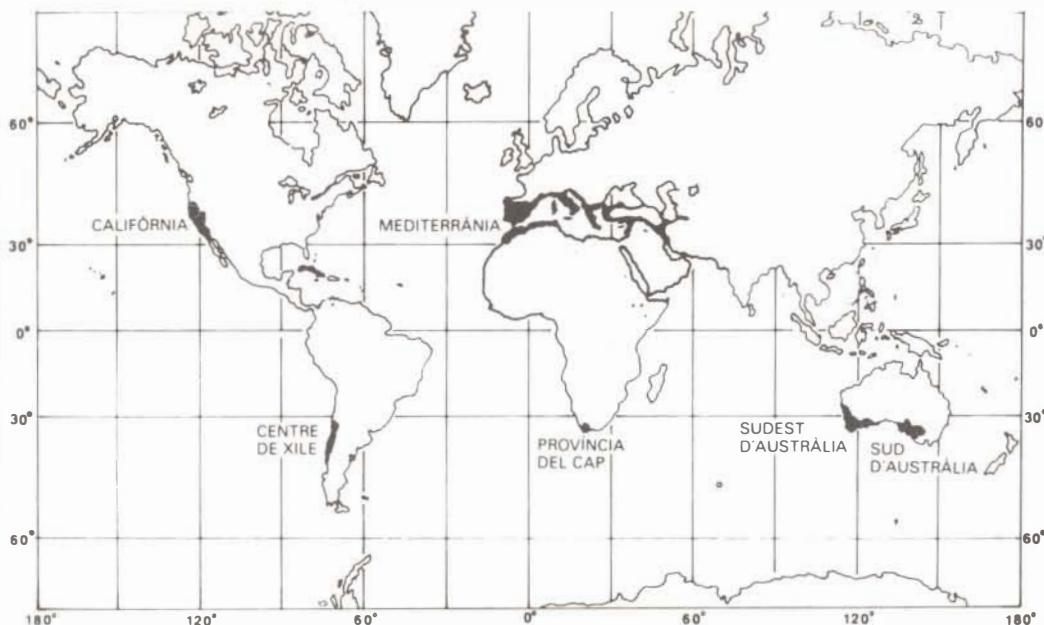 60°
60°
CALIFÒRNIA
MEDITERRÀNIA
30°
30°
0°
0°
30°
30°
CENTRE
DE XILE
PROVÍNCIA
DEL CAP
SUDEST
D'AUSTRÀLIA
SUD
D'AUSTRÀLIA
60°
60°
180°
120°
60°
0°
60°
120°
180°